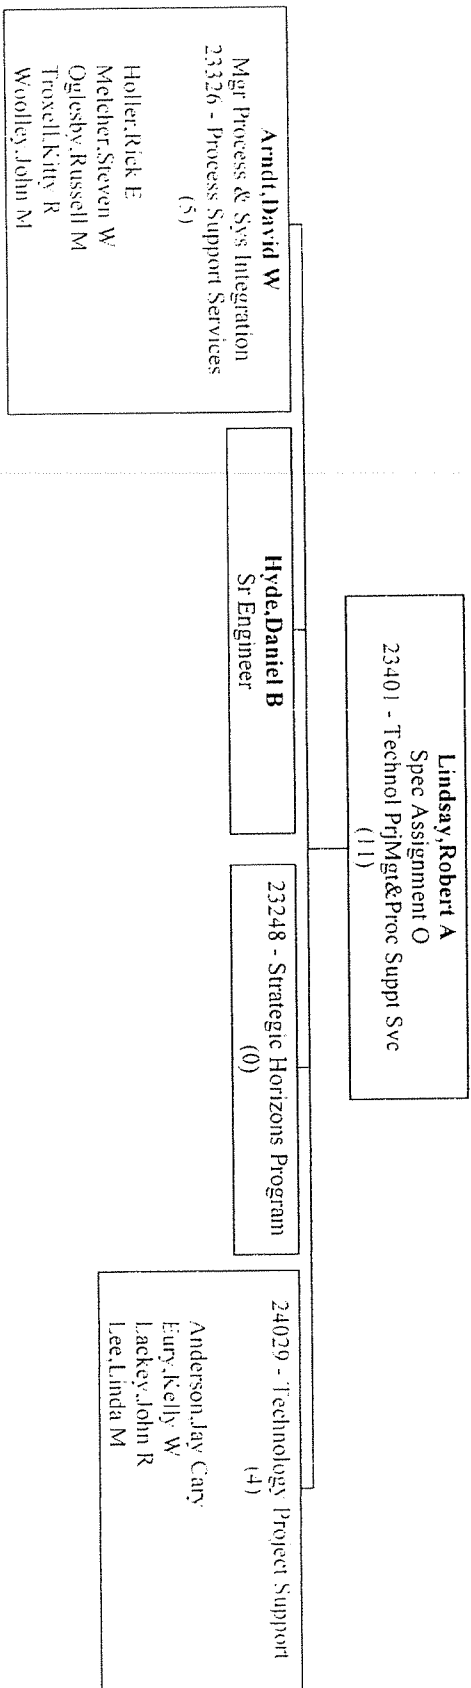 Lindsay,Robert A
Spec Assignment O
23401 - Technol PrjMgt&Proc Suppt Svc
(11)
Arndt,David W
Mgr Process & Sys Integration
23326 - Process Support Services
(5)
Holler,Rick E
Melcher,Steven W
Oglesby,Russell M
Troxell,Kitty R
Woolley,John M
Hyde,Daniel B
Sr Engineer
23248 - Strategic Horizons Program
(0)
24029 - Technology Project Support
(4)
Anderson,Jay Cary
Eury,Kelly W
Lackey,John R
Lee,Linda M